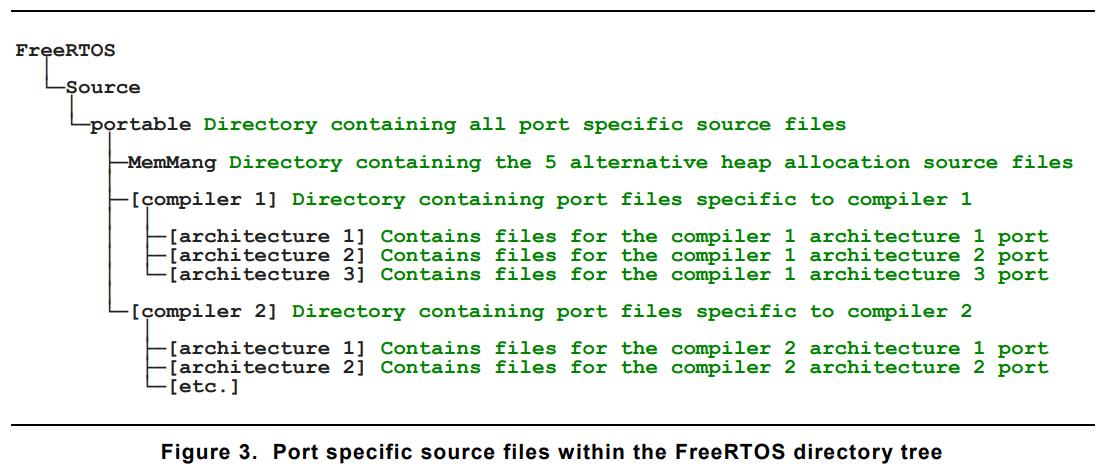 FreeRTOS
Source
portable Directory containing all port specific source files
MemMang Directory containing the 5 alternative heap allocation source files
[compiler 1] Directory containing port files specific to compiler 1
[architecture 1] Contains files for the compiler 1 architecture 1 port
[architecture 2] Contains files for the compiler 1 architecture 2 port
[architecture 3] Contains files for the compiler 1 architecture 3 port
[compiler 2] Directory containing port files specific to compiler 2
[architecture 1] Contains files for the compiler 2 architecture 1 port
[architecture 2] Contains files for the compiler 2 architecture 2 port
[etc.]
Figure 3. Port specific source files within the FreeRTOS directory tree